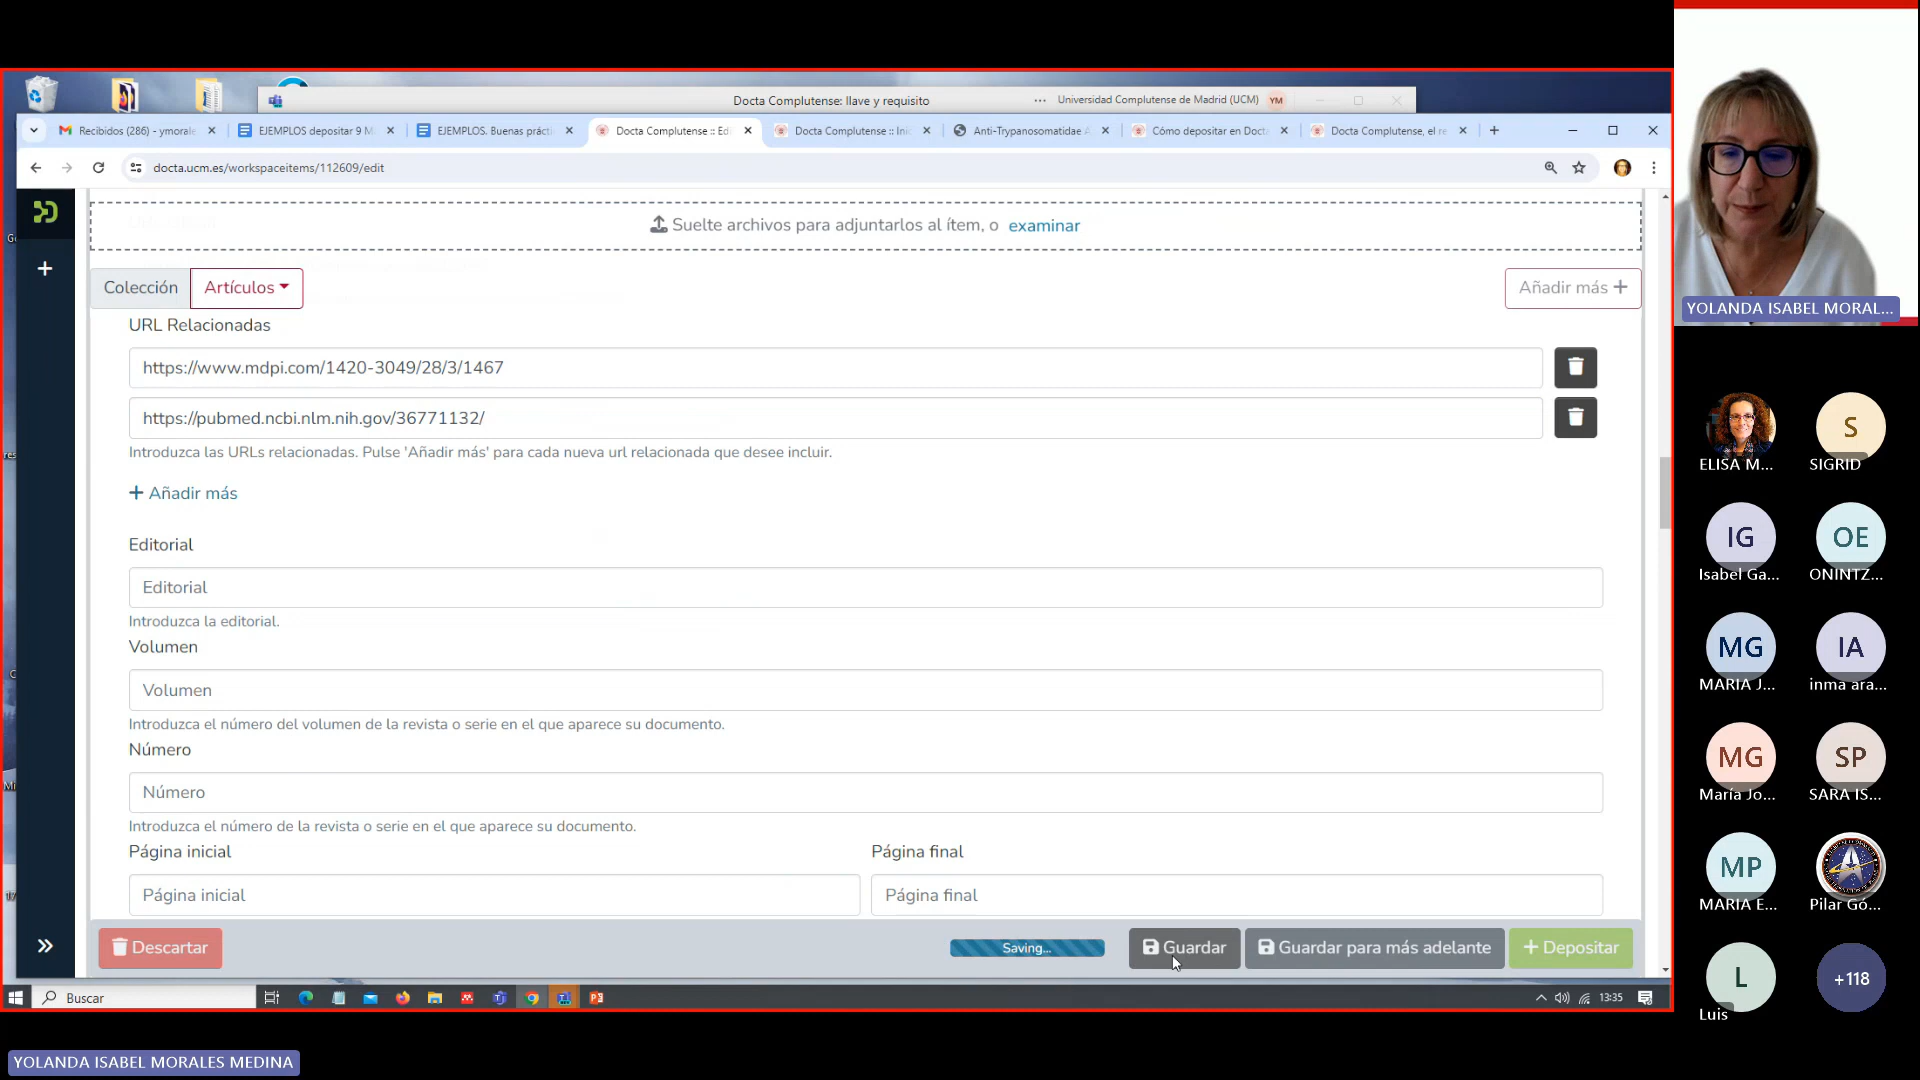 Docta Complutense: llave y requisito
Universidad Complutense de Madrid (UCM)
YM
Recibidos (286) - ymorale
EJEMPLOS depositar 9 M
EJEMPLOS. Buenas prácti
Docta Complutense :: Edi
Docta Complutense :: Inic
Anti-Trypanosomatidae A
Cómo depositar en Docta
Docta Complutense, el re
docta.ucm.es/workspaceitems/112609/edit
Suelte archivos para adjuntarlos al ítem, o examinar
Colección
Artículos
Añadir más
URL Relacionadas
https://www.mdpi.com/1420-3049/28/3/1467
https://pubmed.ncbi.nlm.nih.gov/36771132/
Introduzca las URLs relacionadas. Pulse 'Añadir más' para cada nueva url relacionada que desee incluir.
+ Añadir más
Editorial
Editorial
Introduzca la editorial.
Volumen
Volumen
Introduzca el número del volumen de la revista o serie en el que aparece su documento.
Número
Número
Introduzca el número de la revista o serie en el que aparece su documento.
Página inicial
Página final
Página inicial
Página final
Descartar
Saving...
Guardar
Guardar para más adelante
+ Depositar
Buscar
13:35
YOLANDA ISABEL MORALES MEDINA
YOLANDA ISABEL MORAL...
ELISA M...
S
SIGRID
IG
Isabel Ga...
OE
ONINTZ...
MG
MARIA J...
IA
inma ara...
MG
María Jo...
SP
SARA IS...
MP
MARIA E...
Pilar Gó...
L
Luis
+118